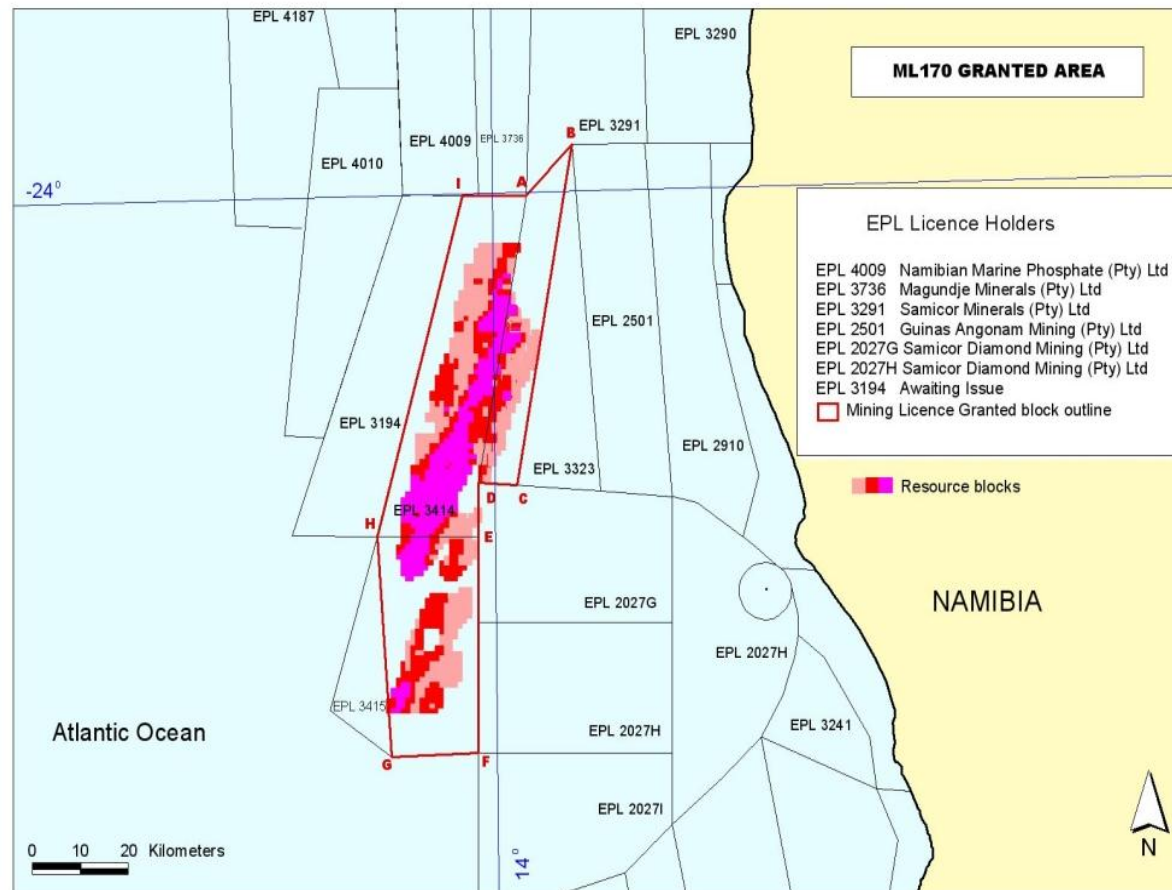 EPL 4187
EPL 3290
ML170 GRANTED AREA
B
EPL 3291
EPL 4009
EPL 3736
EPL 4010
-24°
I
A
EPL Licence Holders
EPL 4009 Namibian Marine Phosphate (Pty) Ltd
EPL 3736 Magundje Minerals (Pty) Ltd
EPL 3291 Samicor Minerals (Pty) Ltd
EPL 2501 Guinas Angonam Mining (Pty) Ltd
EPL 2027G Samicor Diamond Mining (Pty) Ltd
EPL 2027H Samicor Diamond Mining (Pty) Ltd
EPL 3194 Awaiting Issue
Mining Licence Granted block outline
Resource blocks
EPL 2501
EPL 3194
EPL 2910
EPL 3323
D
C
EPL 3414
H
E
NAMIBIA
EPL 2027G
EPL 2027H
EPL 3415
EPL 3241
Atlantic Ocean
EPL 2027H
G
F
EPL 2027I
0 10 20 Kilometers
14°
N